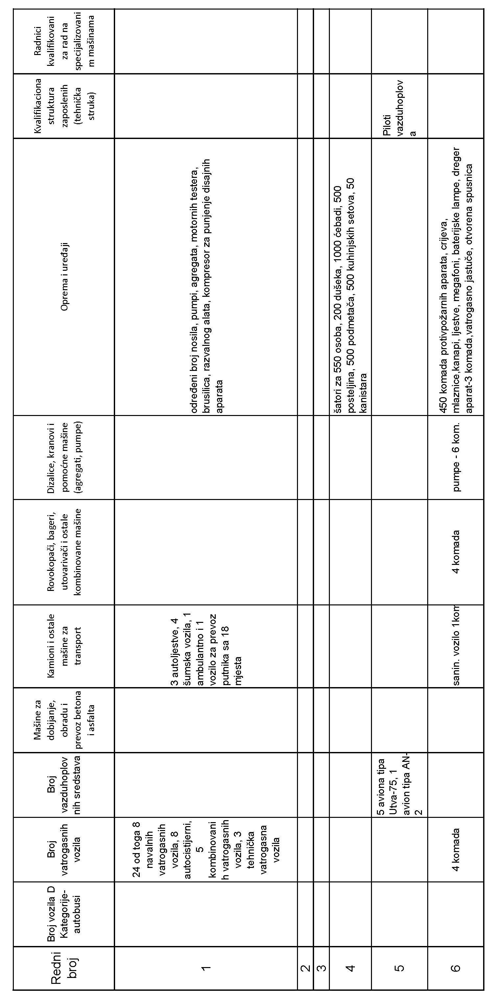 Redni
broj
Broj vozila D
Kategorije-
autobusi
Broj
vatrogasnih
vozila
Broj
vazduhoplov
nih sredstava
Mašine za
dobijanje,
obradu i
prevoz betona
i asfalta
Kamioni i ostale
mašine za
transport
Rovokopači, bageri,
utovarivači i ostale
kombinovane mašine
Dizalice, kranovi i
pomoćne mašine
(agregati, pumpe)
Oprema i uređaji
Kvalifikaciona
struktura
zaposlenih
(tehnička
struka)
Radnici
kvalifikovani
za rad na
specijalizovani
m mašinama
1
24 od toga 8
navalnih
vatrogasnih
vozila, 8
autocistijerni,
5
kombinovani
h vatrogasnih
vozila, 3
tehnička
vatrogasna
vozila
3 autoljestve, 4
šumska vozila, 1
ambulantno i 1
vozilo za prevoz
putnika sa 18
mjesta
određeni broj nosila, pumpi, agregata, motornih testera,
brusilica, razvalnog alata, kompresor za punjenje disajnih
aparata
2
3
4
šatori za 550 osoba, 200 dušeka, 1000 ćebadi, 500
posteljina, 500 podmetača, 500 kuhinjskih setova, 50
kanistara
5
5 aviona tipa
Utva-75, 1
avion tipa AN-
2
Piloti
vazduhoplov
a
6
4 komada
sanin. vozilo 1kom
4 komada
pumpe - 6 kom.
450 komada protivpožarnih aparata, crijeva,
mlaznice,kanapi, ljestve, megafoni, baterijske lampe, dreger
aparat-3 komada,vatrogasno jastuče, otvorena spusnica